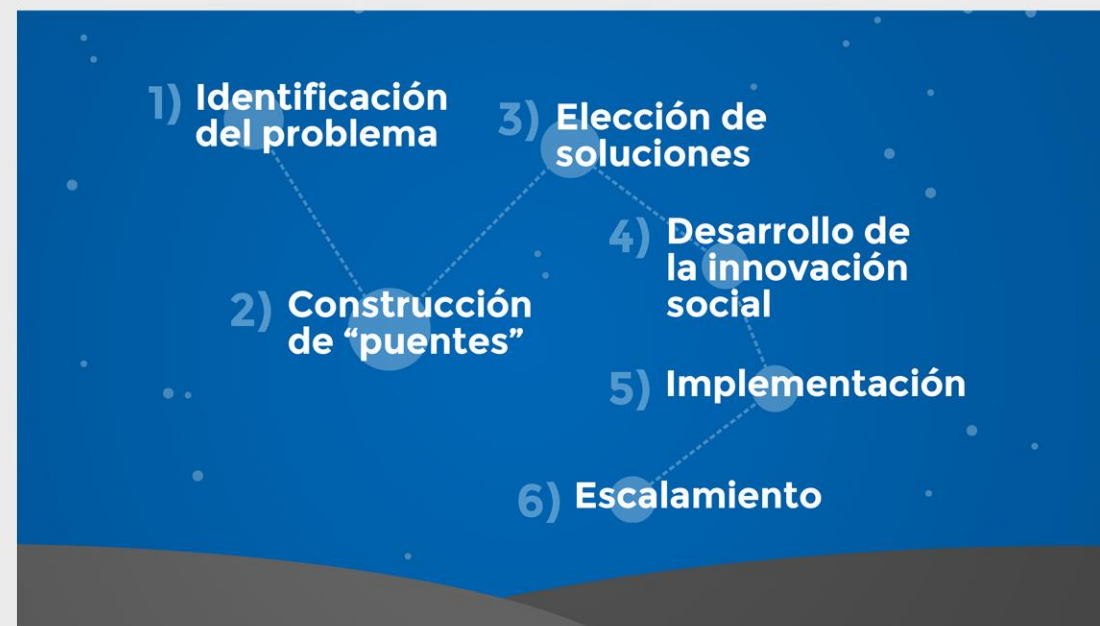 1) Identificación
del problema
2) Construcción
de “puentes”
3) Elección de
soluciones
4) Desarrollo de
la innovación
social
5) Implementación
6) Escalamiento